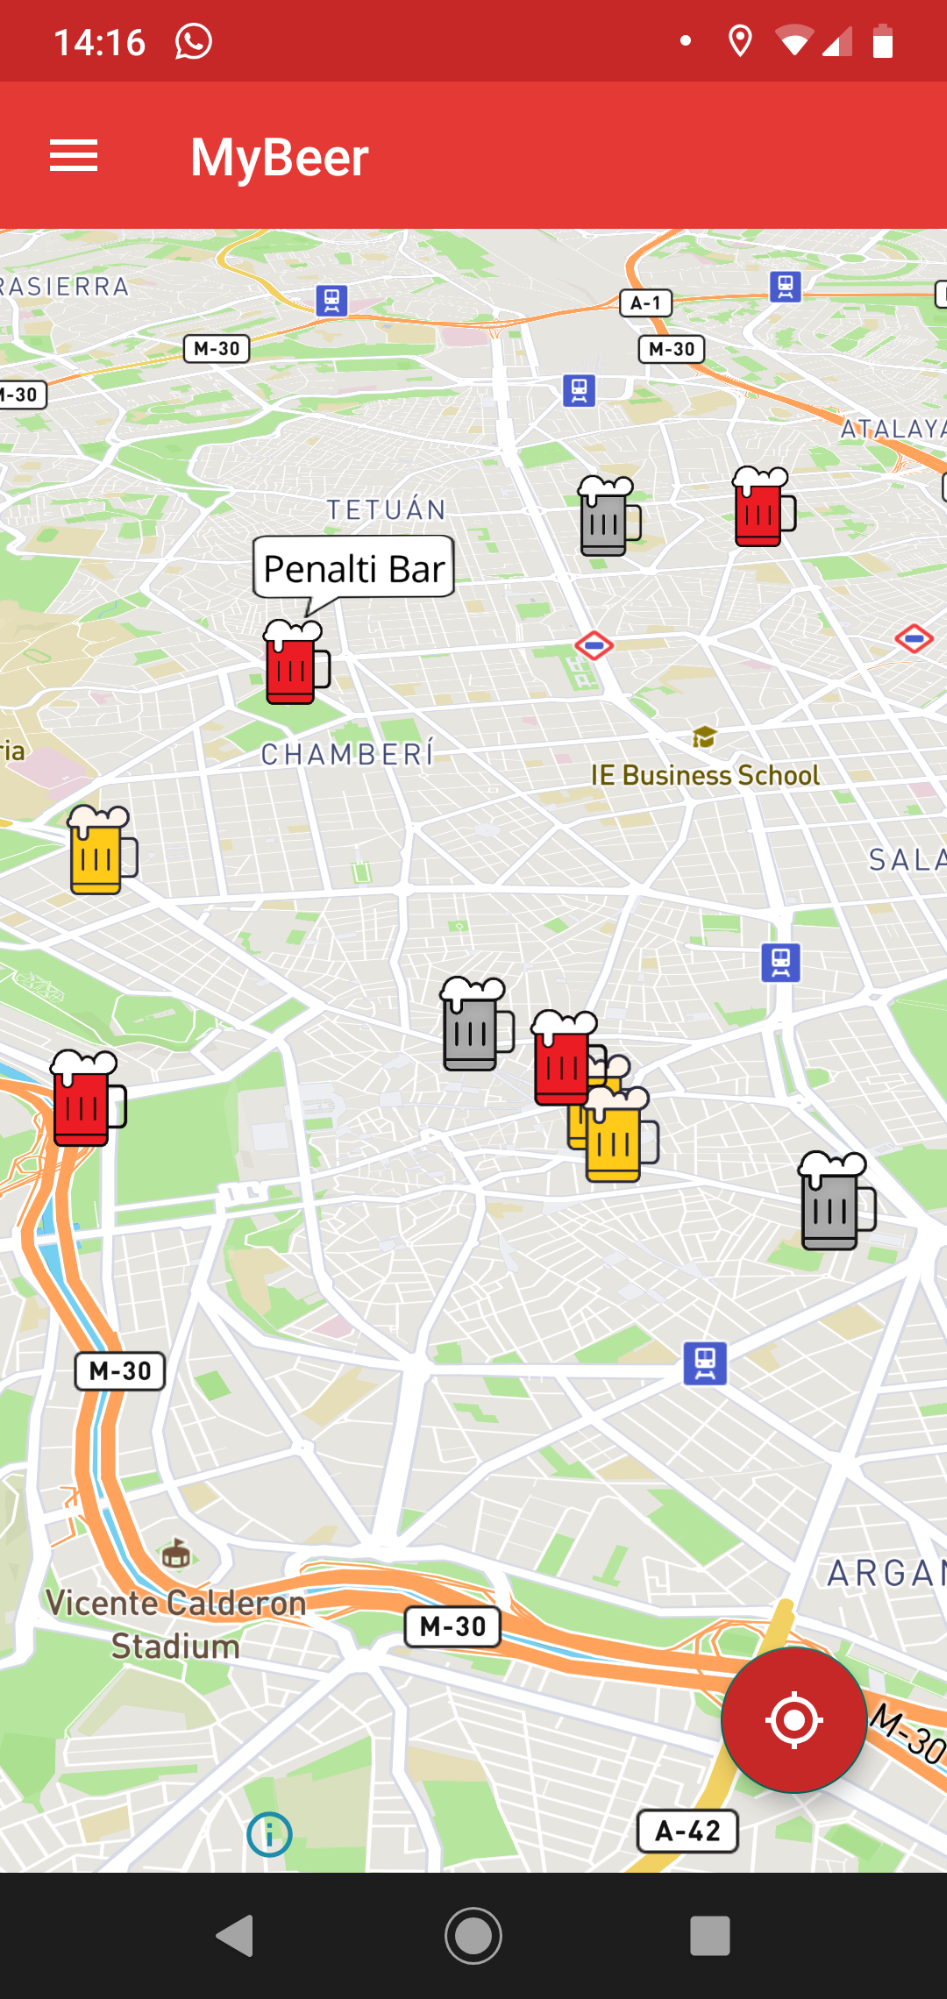 14:16
MyBeer
RASIERRA
A-1
M-30
M-30
M-30
ATALAYA
TETUÁN
Penalti Bar
CHAMBERÍ
ria
IE Business School
SALA
M-30
Vicente Calderon
Stadium
ARGAN
M-30
M-30
A-42